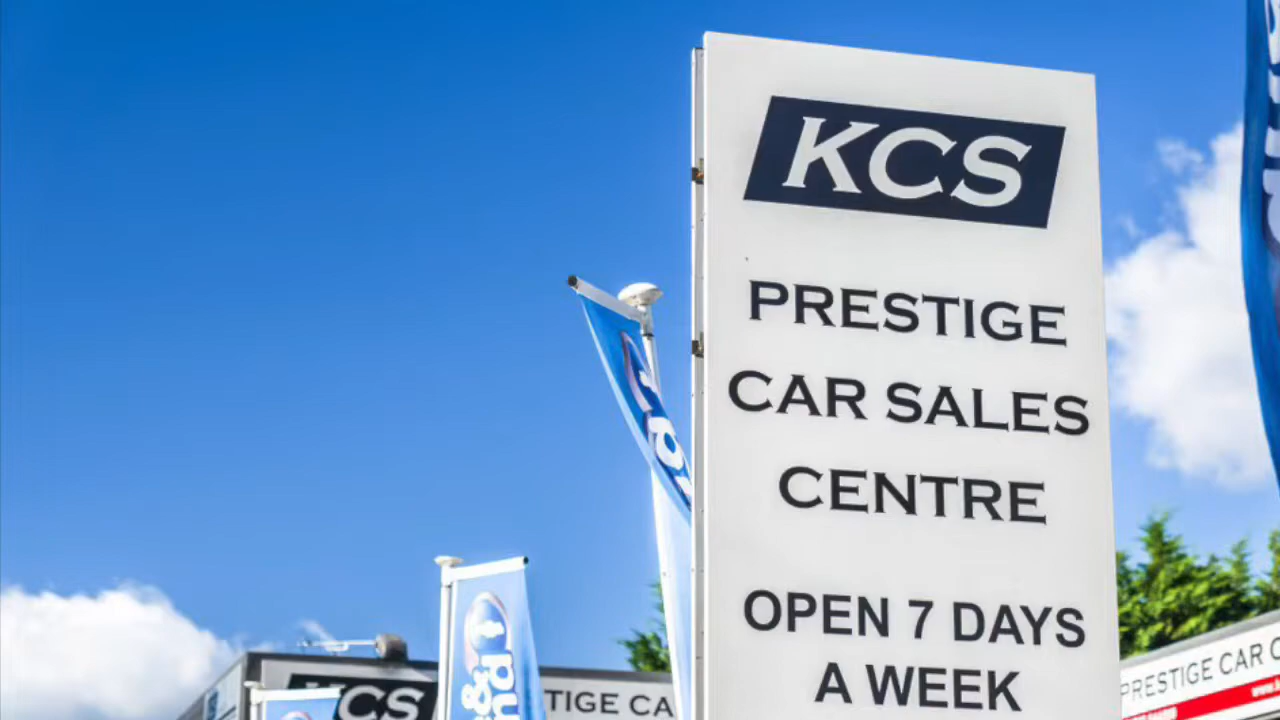 KCS
PRESTIGE
CAR SALES
CENTRE
OPEN 7 DAYS
A WEEK
KCS
PRESTIGE CAR